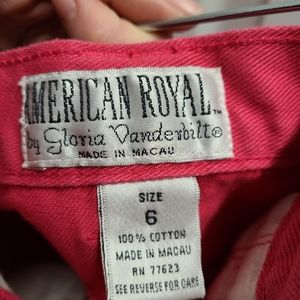 AMERICAN ROYAL™
by Gloria Vanderbilt®
MADE IN MACAU
SIZE
6
100% COTTON
MADE IN MACAU
RN 77623
SEE REVERSE FOR CARE